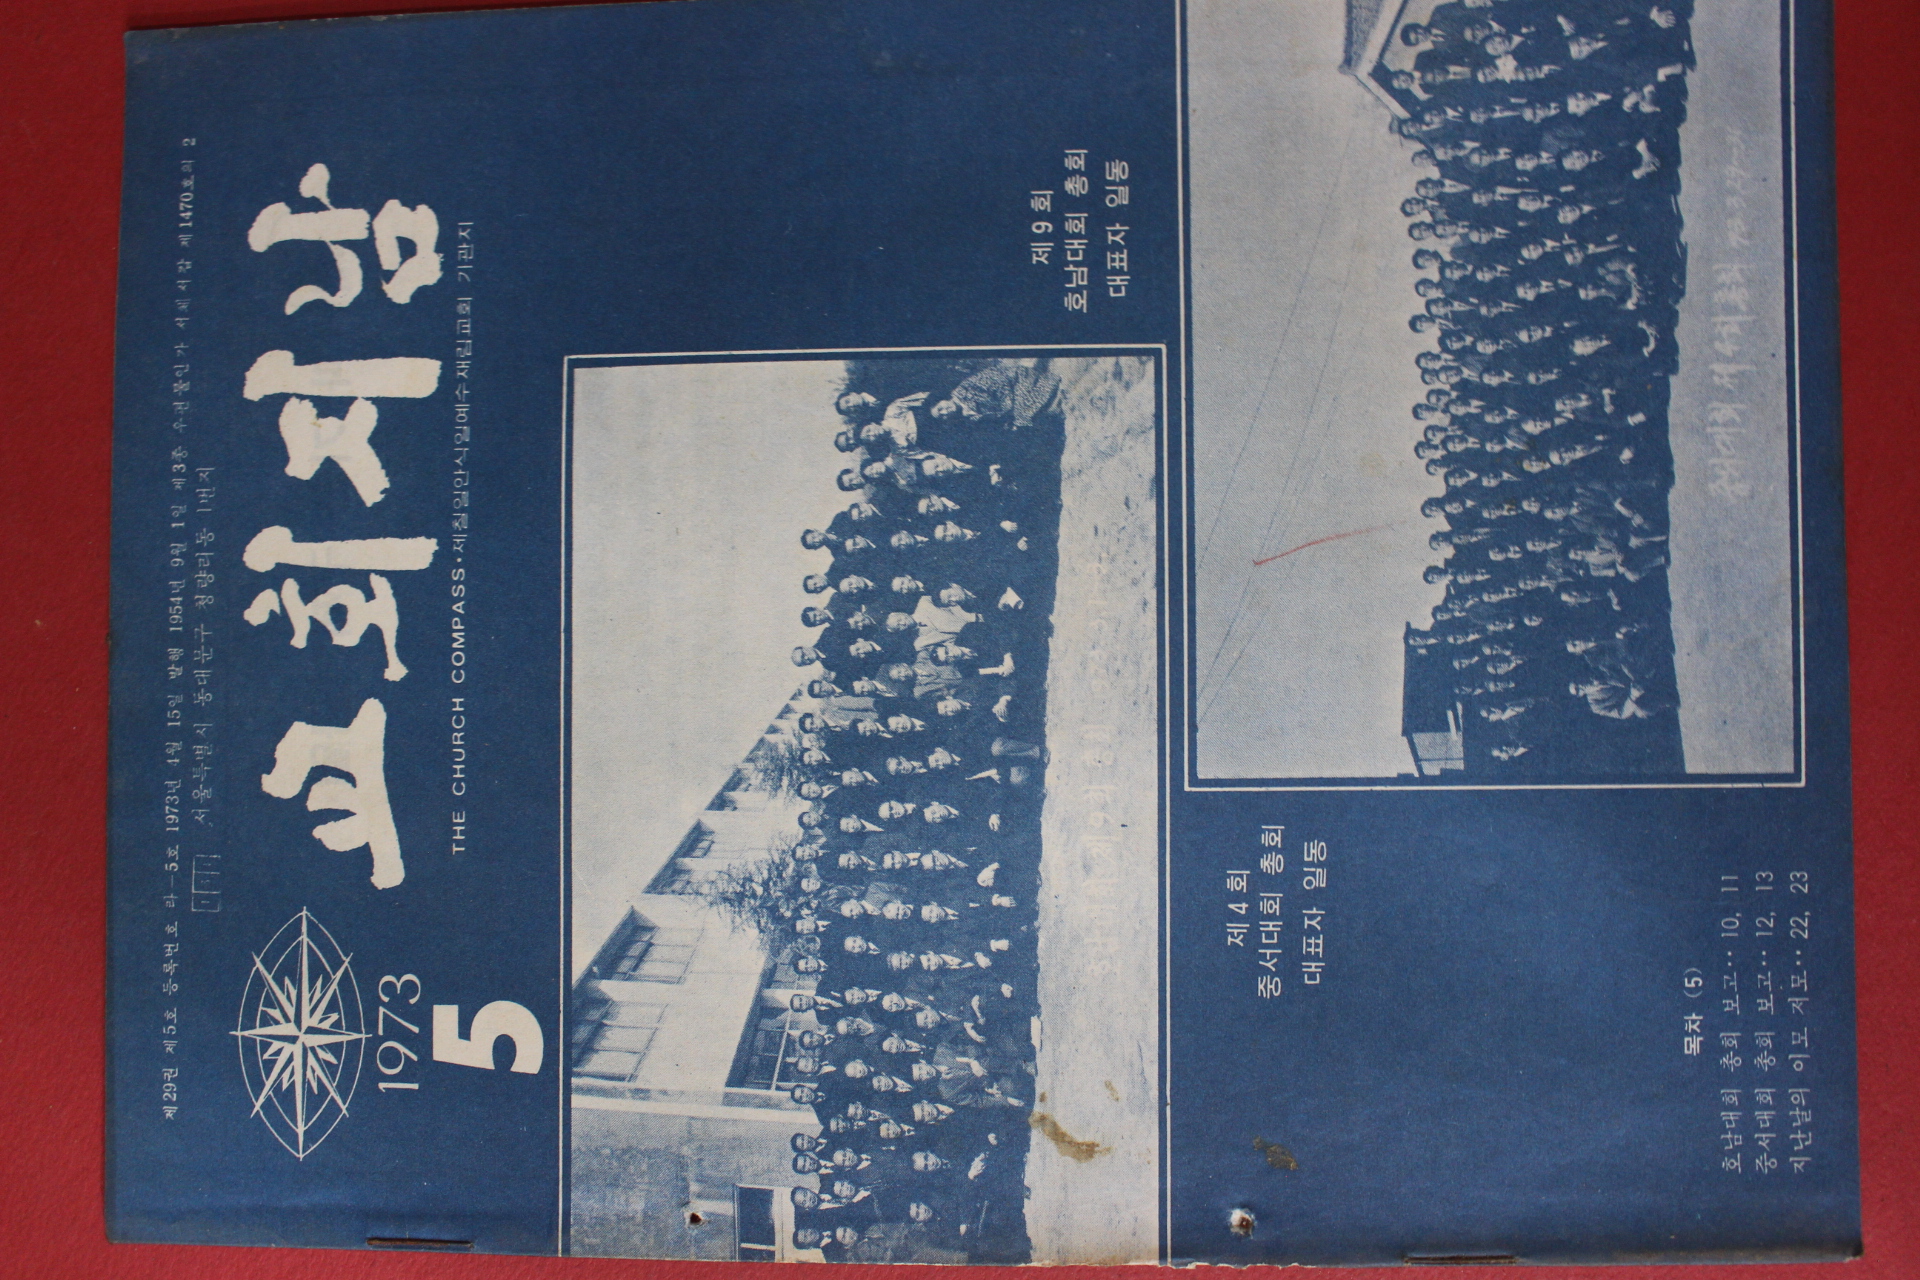 제29권 제5호 등록번호 라—5호 1973년 4월 15일 발행 1954년 9월 1일 제3종 우편물인가 서체 서감 제1470호의 2
서울특별시 동대문구 청량리동 1번지
교회지남
THE CHURCH COMPASS·제칠일안식일예수재림교회 기관지
1973
5
제 9 회
호남대회 총회
대표자 일동
제 4 회
중서대회 총회
대표자 일동
목차 (5)
호남대회 총회 보고‥10, 11
중서대회 총회 보고‥12, 13
지난날의 이모 저모‥22, 23